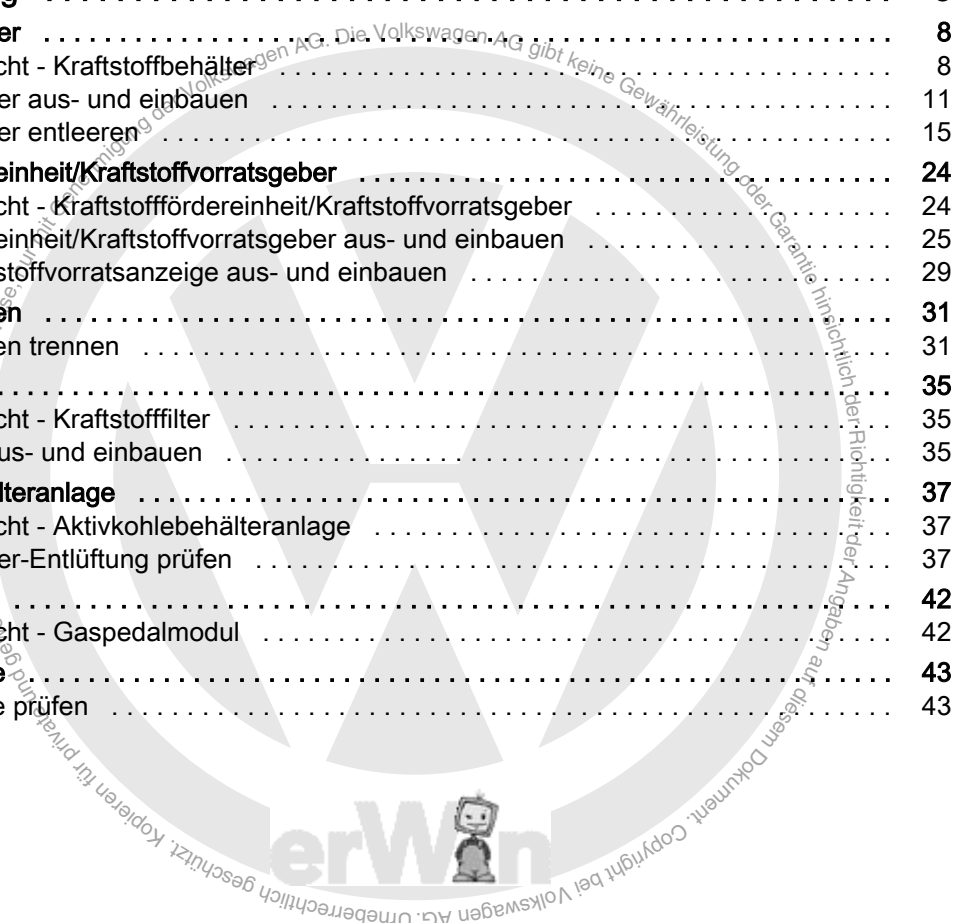 er . . . . . . . . . . . . . . . . . . . . . . . . . . . . . . . . . . . . . . . . 8
cht - Kraftstoffbehälter . . . . . . . . . . . . . . . . . . . . . . . . . . . . . . 8
er aus- und einbauen . . . . . . . . . . . . . . . . . . . . . . . . . . . . . . 11
er entleeren . . . . . . . . . . . . . . . . . . . . . . . . . . . . . . . . . . . 15
einheit/Kraftstoffvorratsgeber . . . . . . . . . . . . . . . . . . . . . . . . . 24
cht - Kraftstofffördereinheit/Kraftstoffvorratsgeber . . . . . . . . . . . . . . 24
einheit/Kraftstoffvorratsgeber aus- und einbauen . . . . . . . . . . . . . . 25
stoffvorratsanzeige aus- und einbauen . . . . . . . . . . . . . . . . . . . . 29
en . . . . . . . . . . . . . . . . . . . . . . . . . . . . . . . . . . . . . . . . 31
en trennen . . . . . . . . . . . . . . . . . . . . . . . . . . . . . . . . . . . 31
. . . . . . . . . . . . . . . . . . . . . . . . . . . . . . . . . . . . . . . . . . 35
cht - Kraftstofffilter . . . . . . . . . . . . . . . . . . . . . . . . . . . . . . . 35
us- und einbauen . . . . . . . . . . . . . . . . . . . . . . . . . . . . . . . 35
lteranlage . . . . . . . . . . . . . . . . . . . . . . . . . . . . . . . . . . . . 37
cht - Aktivkohlebehälteranlage . . . . . . . . . . . . . . . . . . . . . . . . 37
er-Entlüftung prüfen . . . . . . . . . . . . . . . . . . . . . . . . . . . . . . 37
. . . . . . . . . . . . . . . . . . . . . . . . . . . . . . . . . . . . . . . . . . 42
cht - Gaspedalmodul . . . . . . . . . . . . . . . . . . . . . . . . . . . . . . 42
e . . . . . . . . . . . . . . . . . . . . . . . . . . . . . . . . . . . . . . . . . 43
e prüfen . . . . . . . . . . . . . . . . . . . . . . . . . . . . . . . . . . . . . 43
Volkswagen AG. Die Volkswagen AG gibt keine Gewährleistung oder Garantie hinsichtlich der Richtigkeit der Angaben auf diesem Dokument. Copyright bei Volkswagen AG. Urheberrechtlich geschützt. Kopieren für private und
erWin